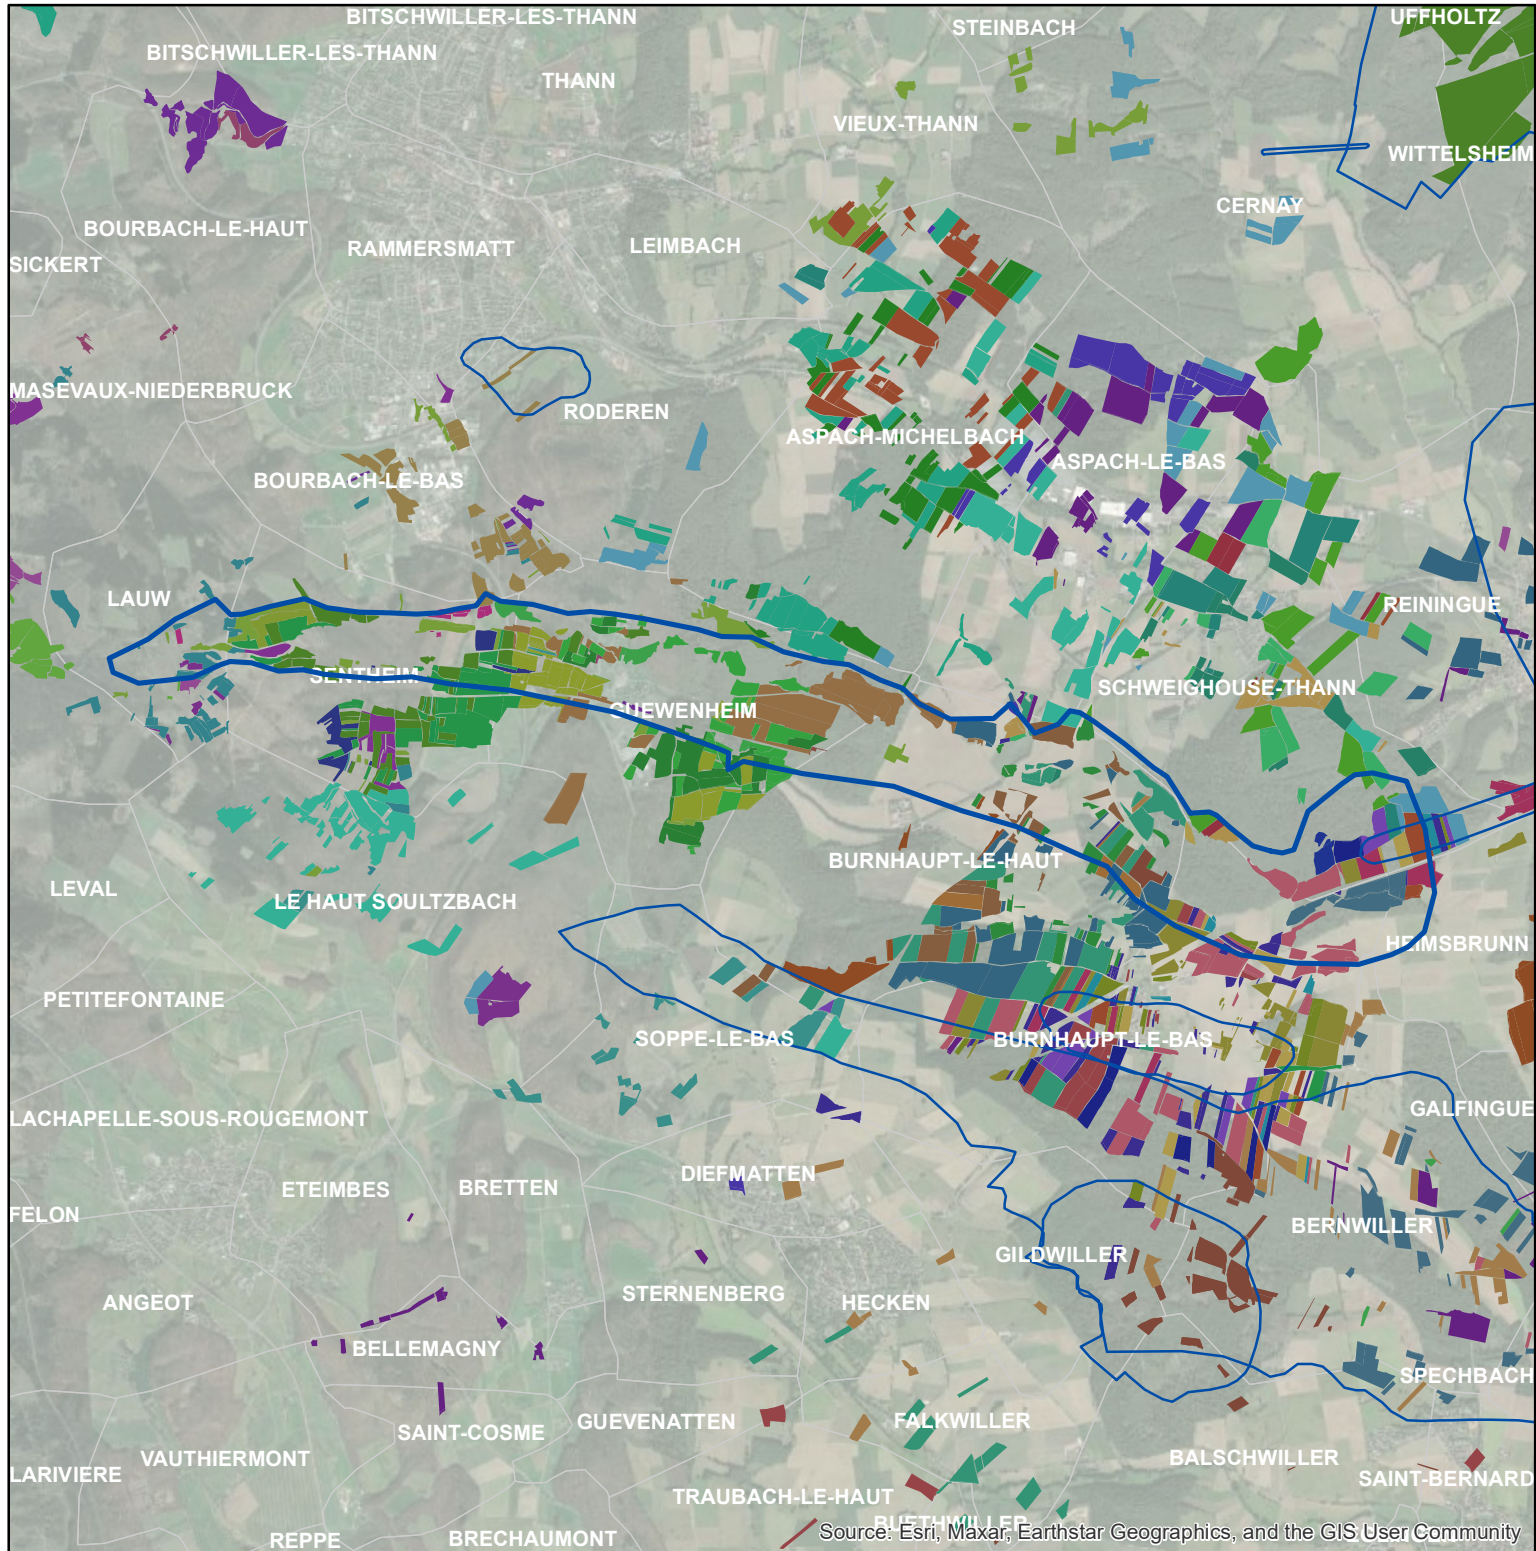 BITSCHWILLER-LES-THANN
UFFHOLTZ
STEINBACH
BITSCHWILLER-LES-THANN
THANN
VIEUX-THANN
WITTELSHEIM
CERNAY
BOURBACH-LE-HAUT
RAMMERSMATT
LEIMBACH
SICKERT
MASEVAUX-NIEDERBRUCK
RODEREN
ASPACH-MICHELBACH
ASPACH-LE-BAS
BOURBACH-LE-BAS
LAUW
REININGUE
SENTHEIM
SCHWEIGHOUSE-THANN
GUEWENHEIM
BURNHAUPT-LE-HAUT
LEVAL
LE HAUT SOULTZBACH
HEIMSBRUNN
PETITEFONTAINE
SOPPE-LE-BAS
BURNHAUPT-LE-BAS
LACHAPELLE-SOUS-ROUGEMONT
GALFINGUE
DIEFMATTEN
ETEIMBES
BRETTEN
FELON
BERNWILLER
GILDWILLER
STERNENBERG
ANGEOT
HECKEN
BELLEMAGNY
SPECHBACH
GUEVENATTEN
FALKWILLER
SAINT-COSME
VAUTHIERMONT
BALSCHWILLER
LARIVIERE
SAINT-BERNARD
TRAUBACH-LE-HAUT
BUETHWILLER
REPPE
BRECHAUMONT
Source: Esri, Maxar, Earthstar Geographics, and the GIS User Community